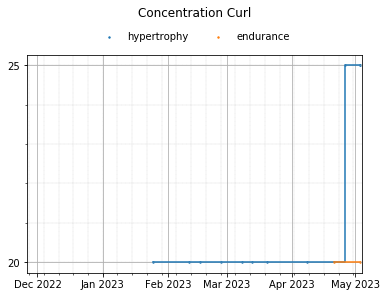 Concentration Curl
hypertrophy endurance
25
20
Dec 2022 Jan 2023 Feb 2023 Mar 2023 Apr 2023 May 2023